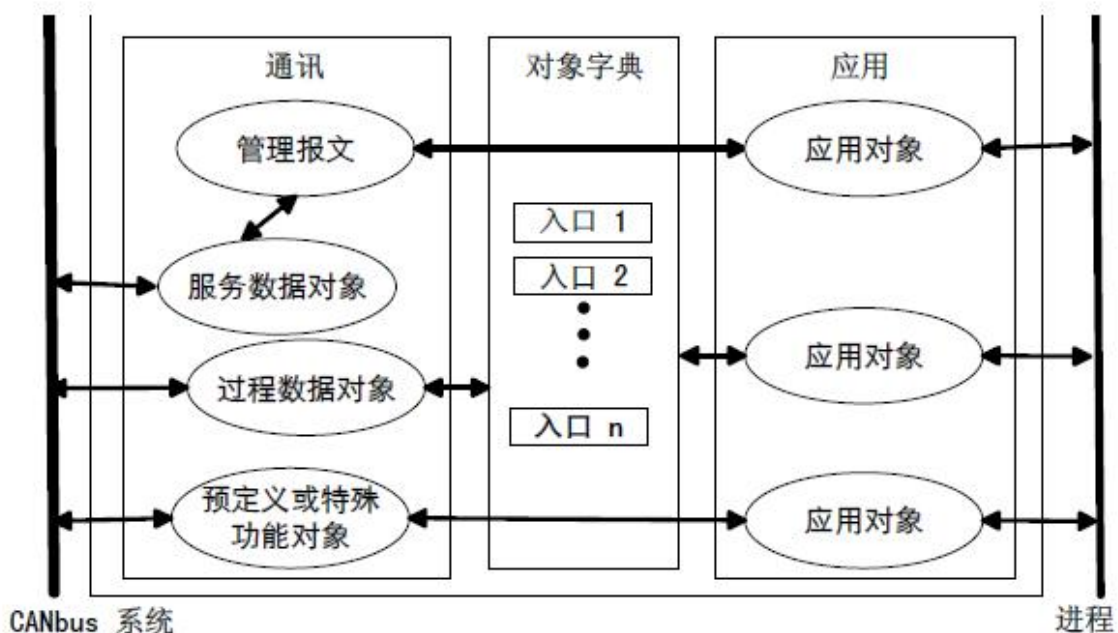 通讯
对象字典
应用
管理报文
应用对象
入口 1
服务数据对象
入口 2
过程数据对象
应用对象
入口 n
预定义或特殊
功能对象
应用对象
CANbus 系统
进程